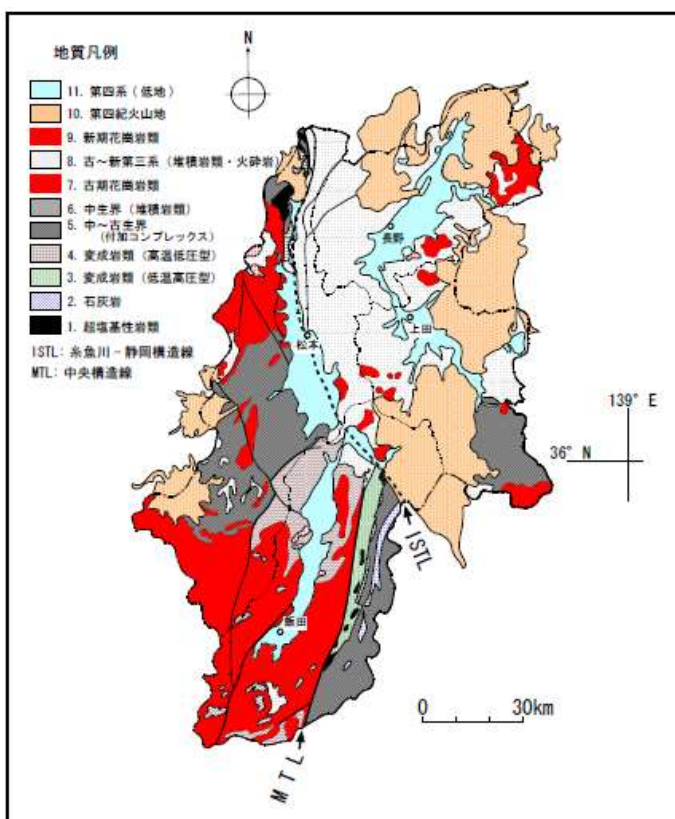 地質凡例
11. 第四系(低地)
10. 第四紀火山地
9. 新期花崗岩類
8. 古~新第三系(堆積岩類・火砕岩)
7. 古期花崗岩類
6. 中生界(堆積岩類)
5. 中~古生界
(付加コンプレックス)
4. 変成岩類(高温低圧型)
3. 変成岩類(低温高圧型)
2. 石灰岩
1. 超塩基性岩類
ISTL: 糸魚川-静岡構造線
MTL: 中央構造線
N
長野
上田
松本
139° E
36° N
ISTL
飯田
0 30km
MTL